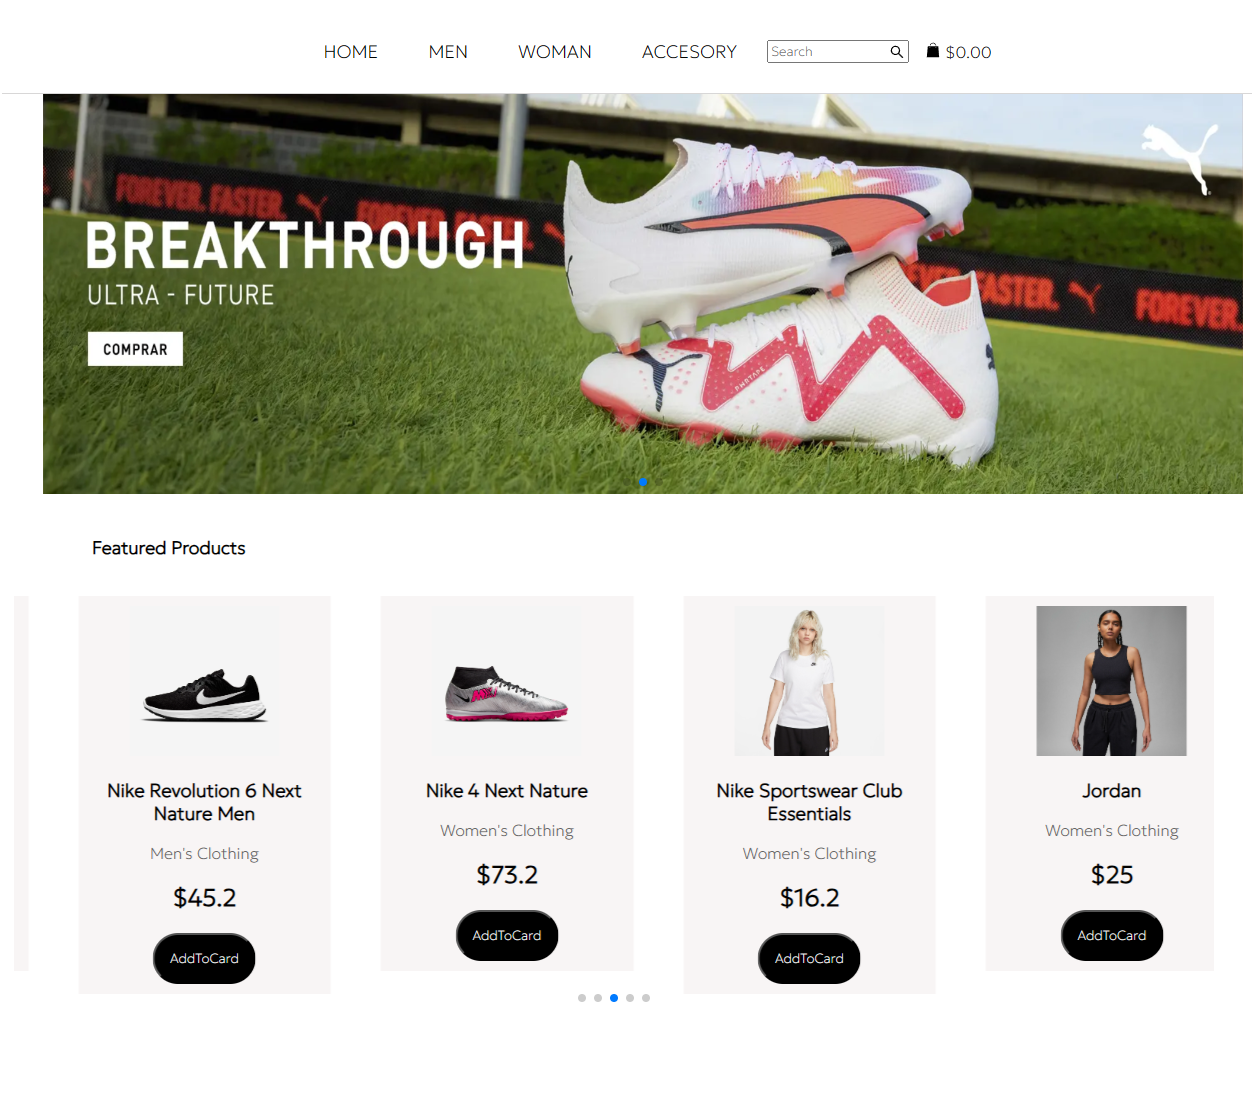 HOME MEN WOMAN ACCESORY Search $0.00
FOREVER. FASTER.
BREAKTHROUGH
ULTRA - FUTURE
FASTER. FOREVER.
COMPRAR
PWRTAPE
Featured Products
Nike Revolution 6 Next
Nature Men
Men's Clothing
$45.2
AddToCard
Nike 4 Next Nature
Women's Clothing
$73.2
AddToCard
Nike Sportswear Club
Essentials
Women's Clothing
$16.2
AddToCard
Jordan
Women's Clothing
$25
AddToCard